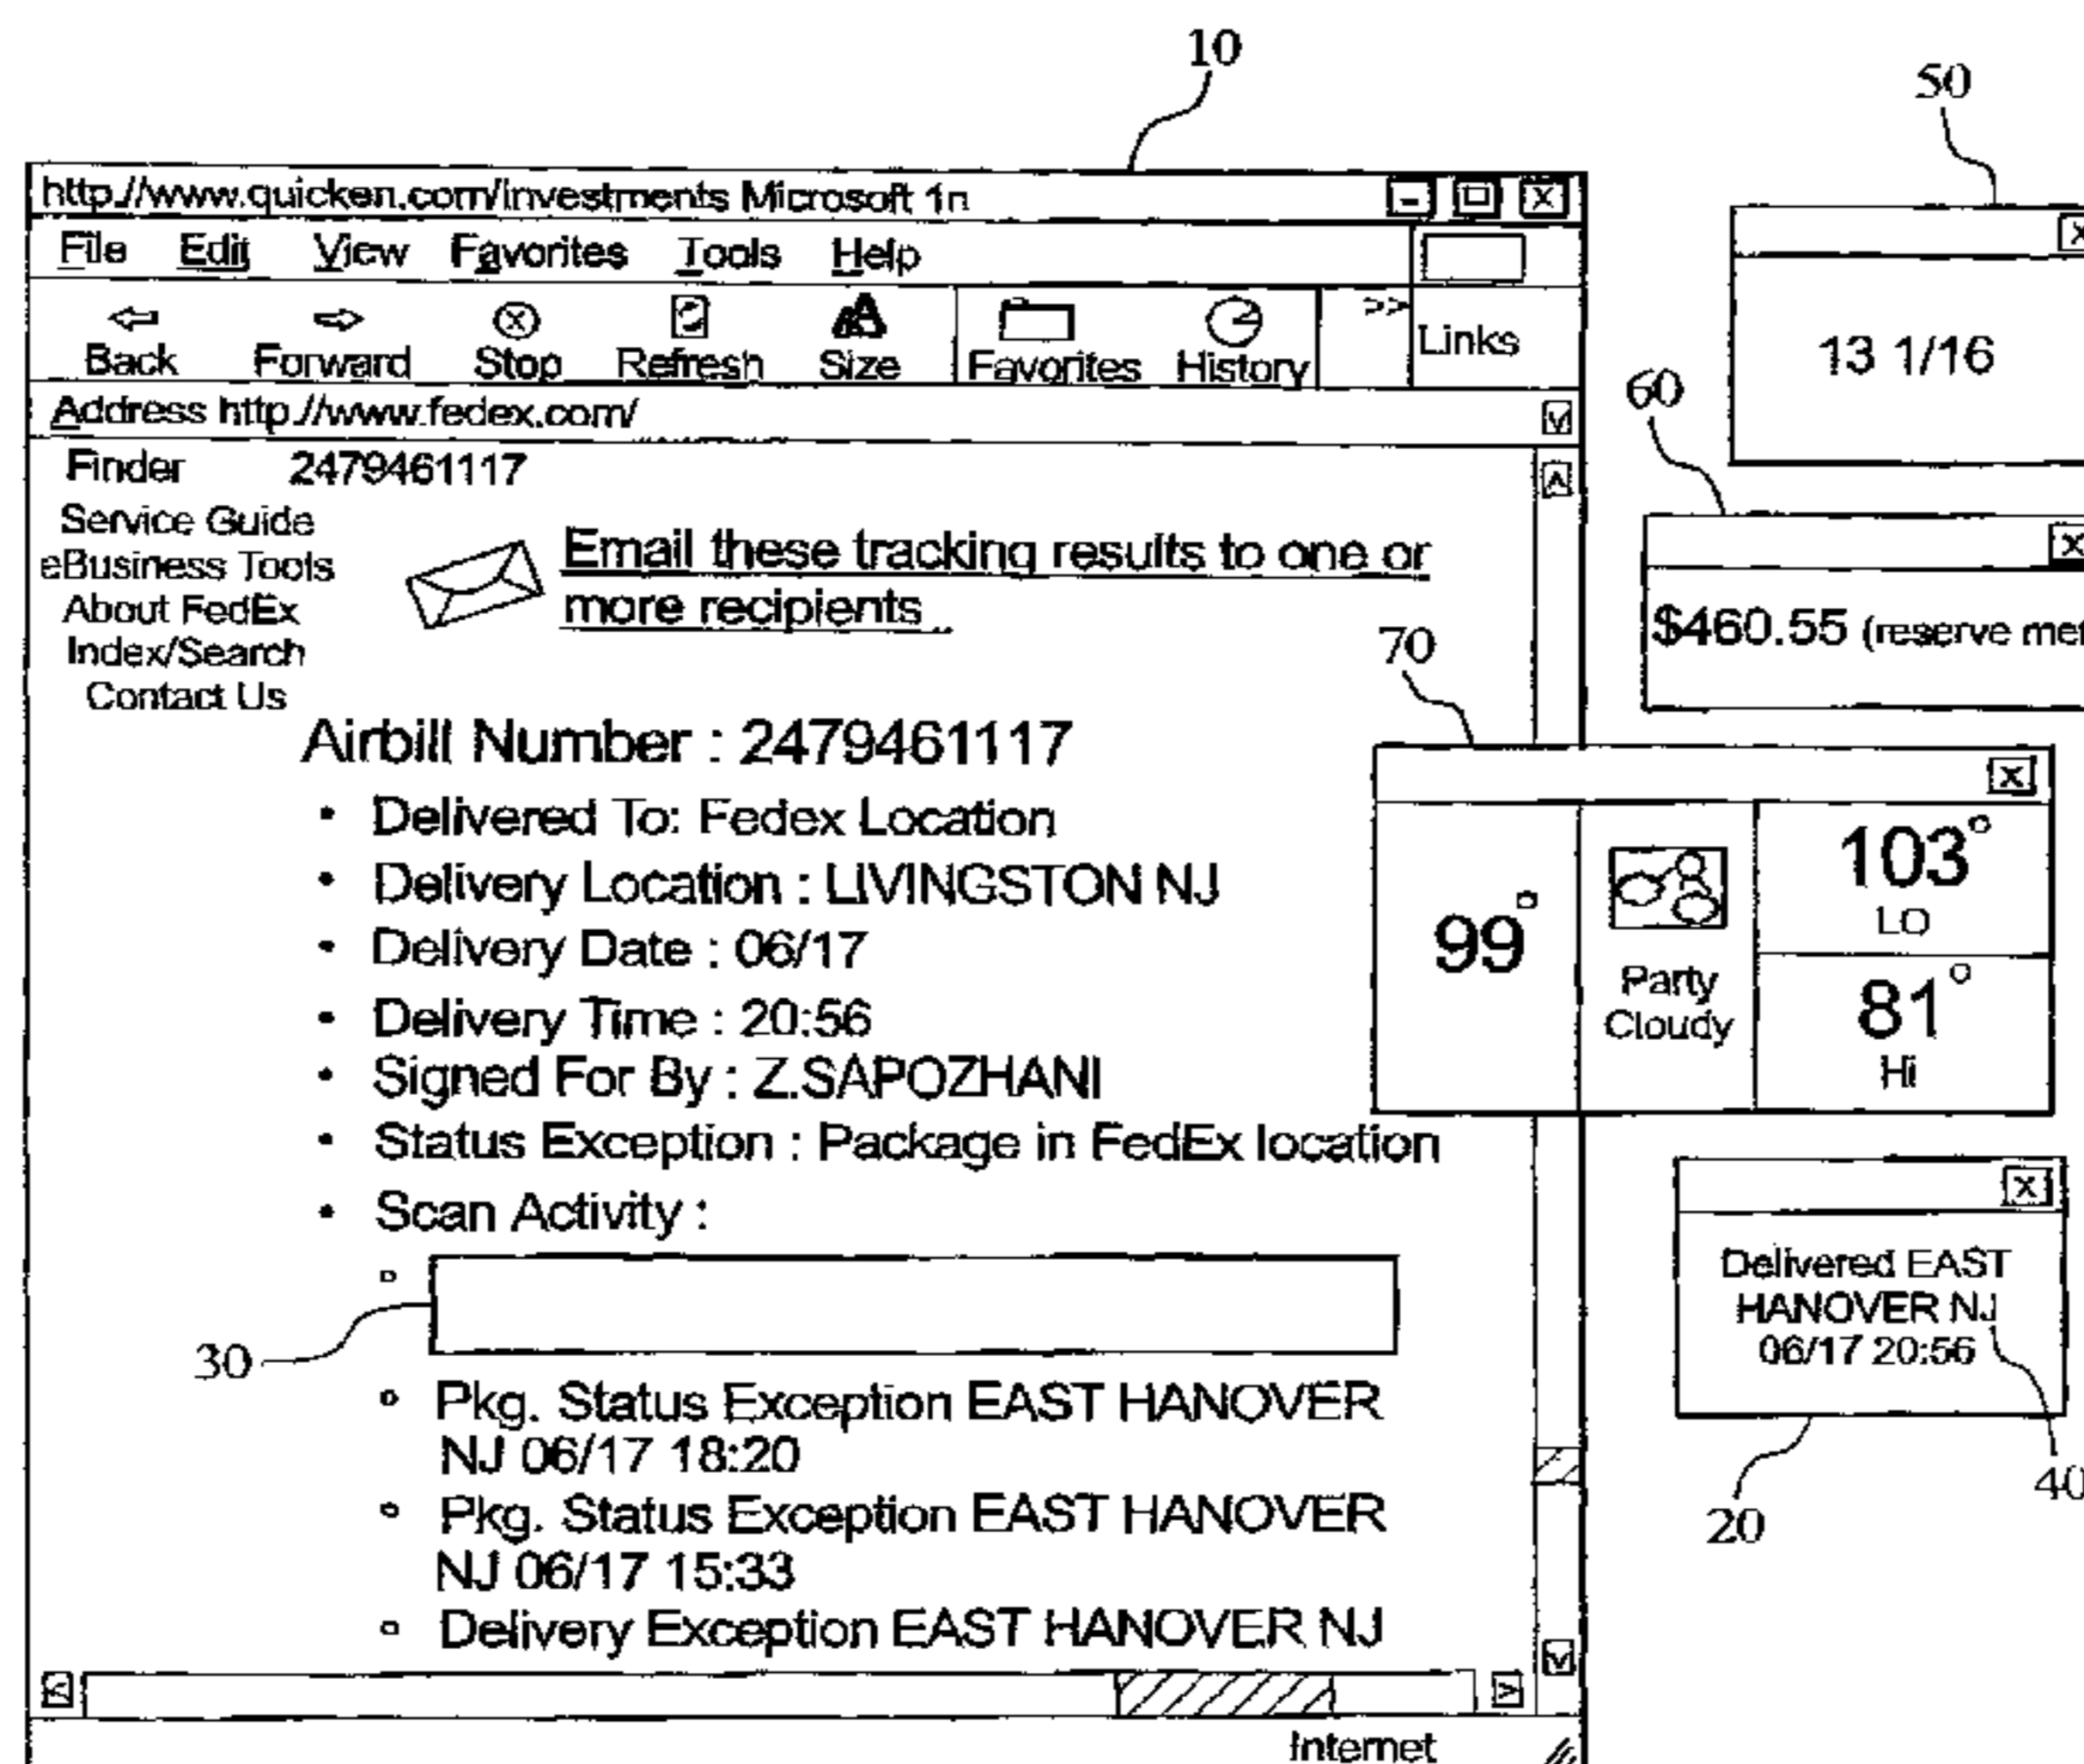 10
50
http://www.quicken.com/Investments Microsoft 1n
File Edit View Favorites Tools Help
Back Forward Stop Refresh Size Favorites History >> Links
13 1/16
60
Address http://www.fedex.com/
Finder 2479461117
Service Guide
eBusiness Tools
About FedEx
Index/Search
Contact Us
Email these tracking results to one or
more recipients
$460.55 (reserve met
70
Airbill Number : 2479461117
• Delivered To: Fedex Location
• Delivery Location : LIVINGSTON NJ
• Delivery Date : 06/17
• Delivery Time : 20:56
• Signed For By : Z.SAPOZHANI
• Status Exception : Package in FedEx location
• Scan Activity :
99°
Party
Cloudy
103°
LO
81°
Hi
Delivered EAST
HANOVER NJ
06/17 20:56
30
40
20
Pkg. Status Exception EAST HANOVER
NJ 06/17 18:20
Pkg. Status Exception EAST HANOVER
NJ 06/17 15:33
Delivery Exception EAST HANOVER NJ
Internet